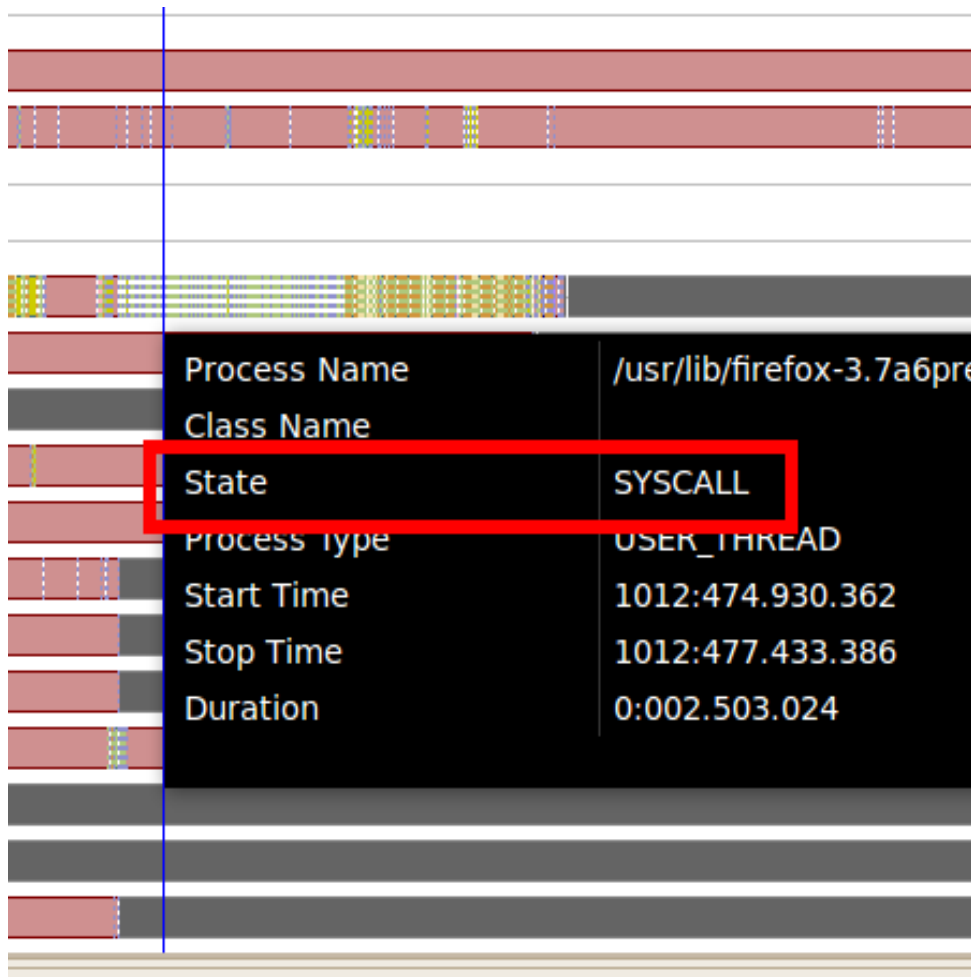 Process Name /usr/lib/firefox-3.7a6pre
Class Name
State SYSCALL
Process Type USER_THREAD
Start Time 1012:474.930.362
Stop Time 1012:477.433.386
Duration 0:002.503.024